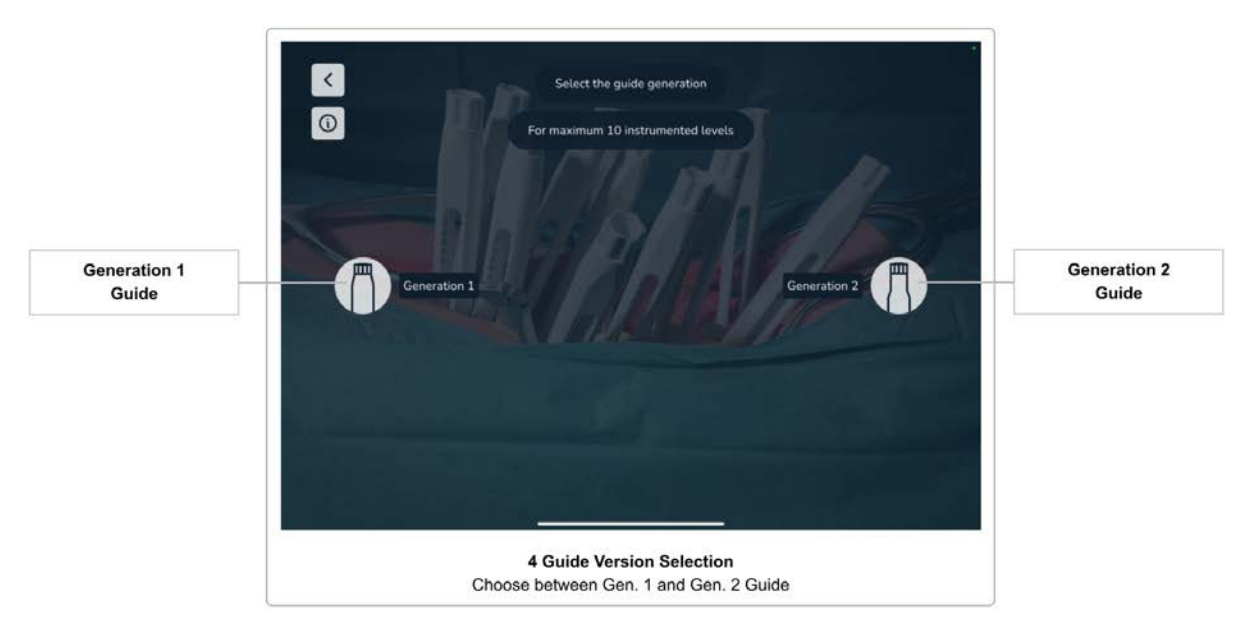 Select the guide generation
For maximum 10 instrumented levels
Generation 1
Guide
Generation 1
Generation 2
Generation 2
Guide
4 Guide Version Selection
Choose between Gen. 1 and Gen. 2 Guide